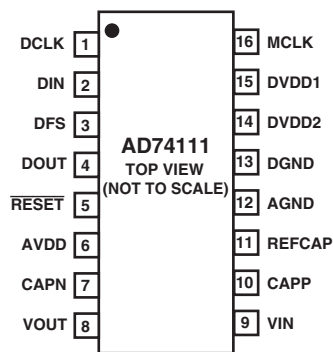 DCLK 1
DIN 2
DFS 3
DOUT 4
RESET 5
AVDD 6
CAPN 7
VOUT 8
AD74111
TOP VIEW
(NOT TO SCALE)
16 MCLK
15 DVDD1
14 DVDD2
13 DGND
12 AGND
11 REFCAP
10 CAPP
9 VIN